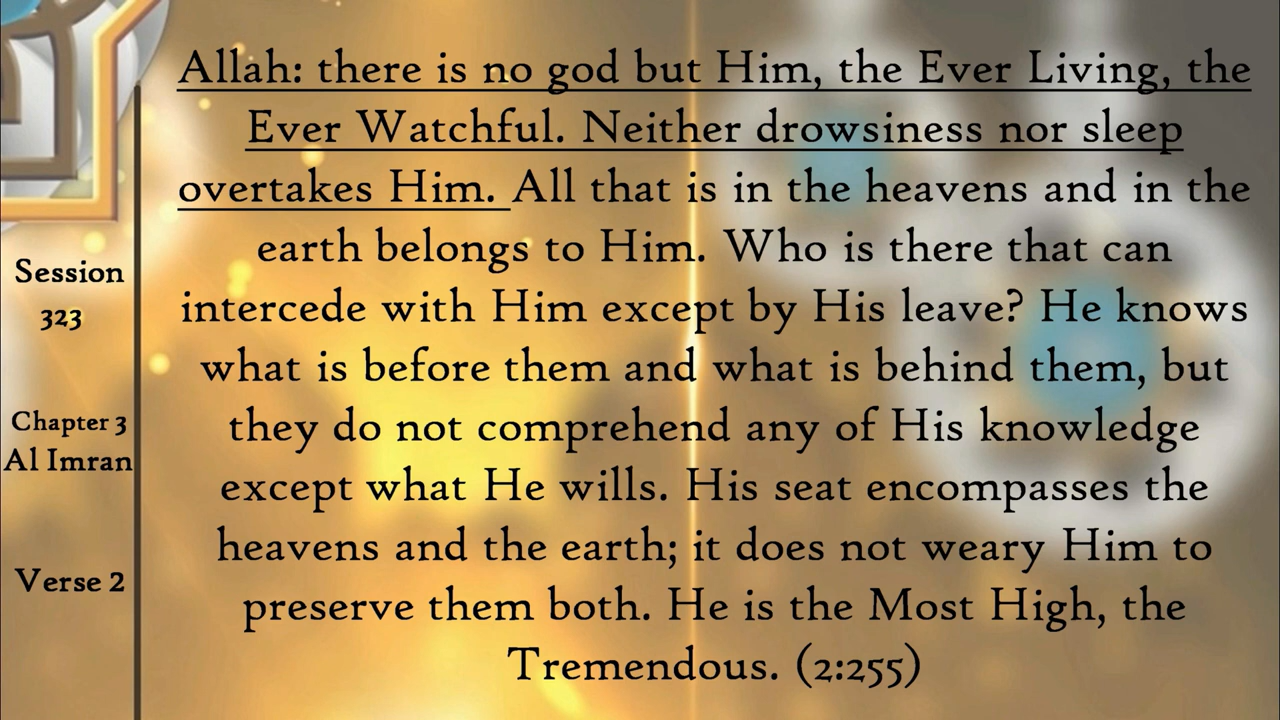 Allah: there is no god but Him, the Ever Living, the
Ever Watchful. Neither drowsiness nor sleep
overtakes Him. All that is in the heavens and in the
earth belongs to Him. Who is there that can
intercede with Him except by His leave? He knows
what is before them and what is behind them, but
they do not comprehend any of His knowledge
except what He wills. His seat encompasses the
heavens and the earth; it does not weary Him to
preserve them both. He is the Most High, the
Tremendous. (2:255)
Session
323
Chapter 3
Al Imran
Verse 2